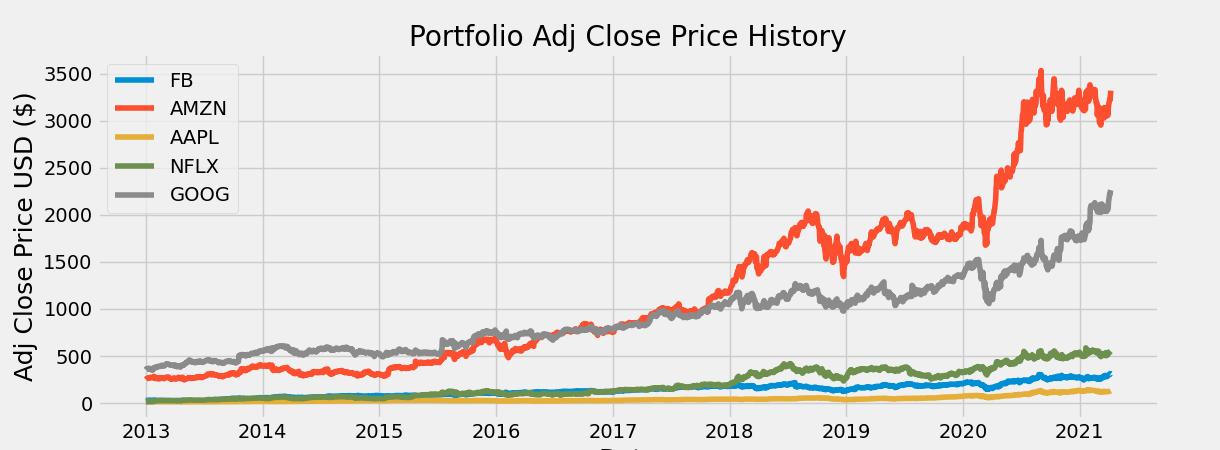 Portfolio Adj Close Price History
Adj Close Price USD ($)
3500
3000
2500
2000
1500
1000
500
0
FB
AMZN
AAPL
NFLX
GOOG
2013 2014 2015 2016 2017 2018 2019 2020 2021